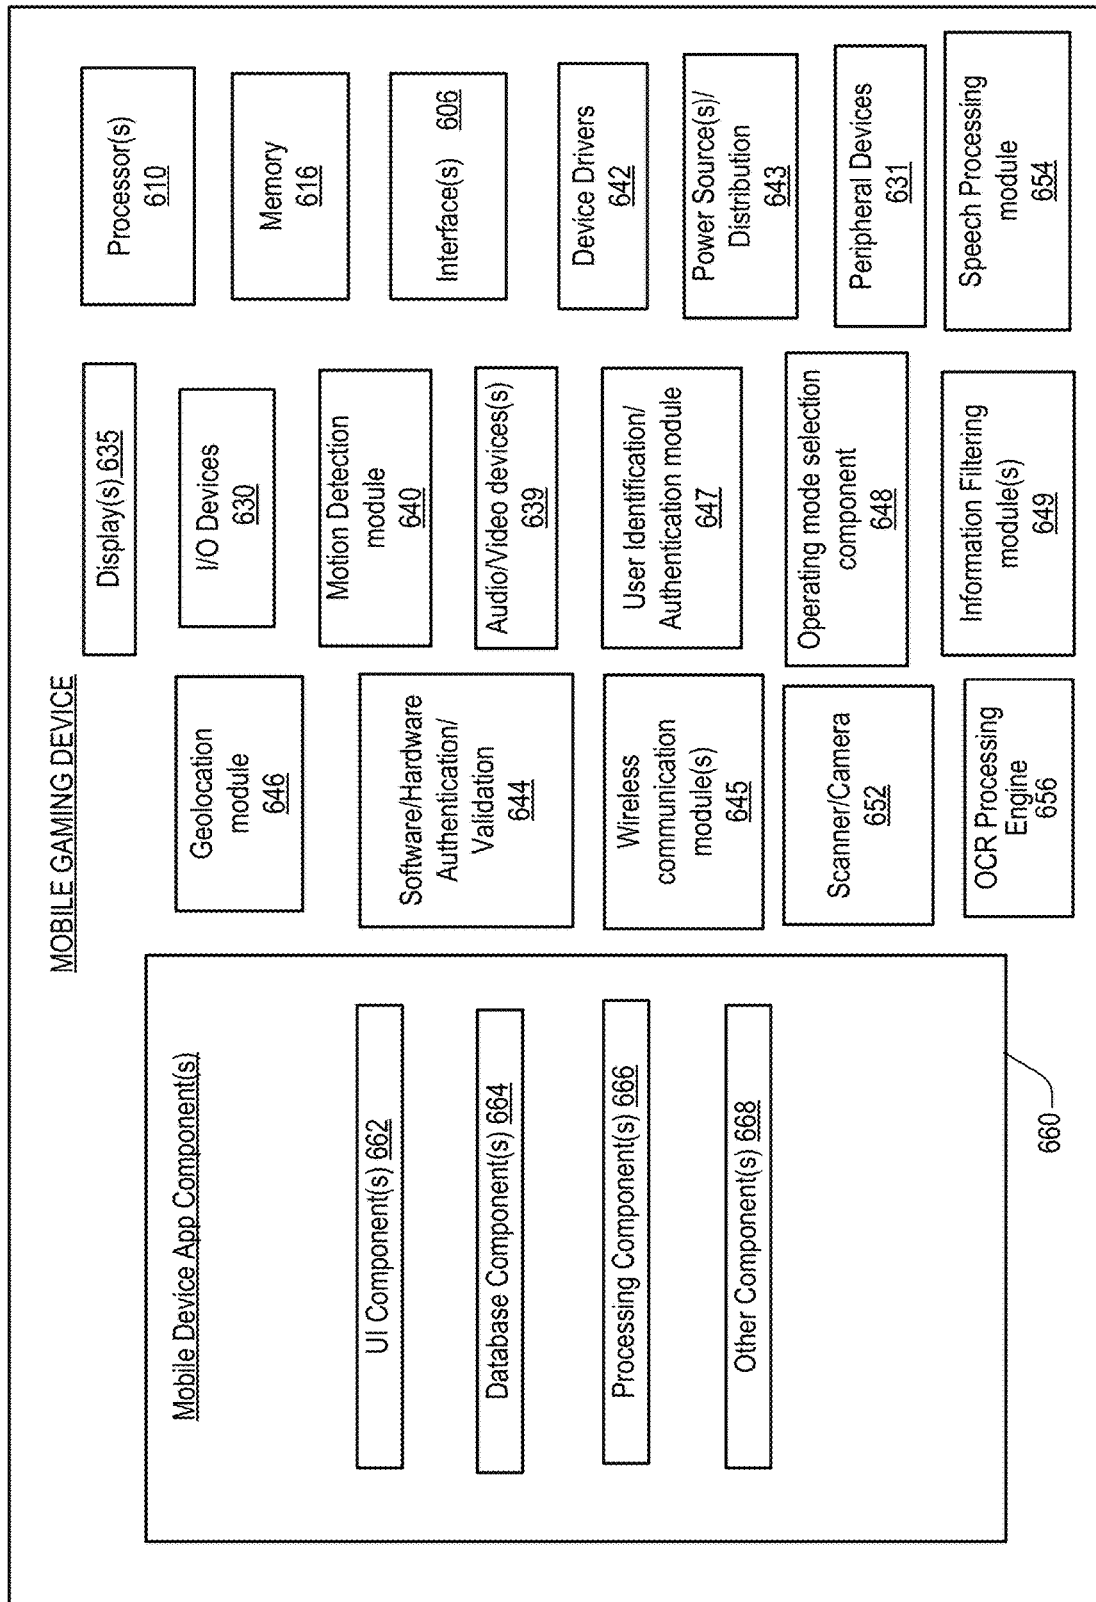 MOBILE GAMING DEVICE
Mobile Device App Component(s)
UI Component(s) 662
Database Component(s) 664
Processing Component(s) 666
Other Component(s) 668
660
Geolocation
module
646
Software/Hardware
Authentication/
Validation
644
Wireless
communication
module(s)
645
Scanner/Camera
652
OCR Processing
Engine
656
Display(s) 635
I/O Devices
630
Motion Detection
module
640
Audio/Video devices(s)
639
User Identification/
Authentication module
647
Operating mode selection
component
648
Information Filtering
module(s)
649
Processor(s)
610
Memory
616
Interface(s) 606
Device Drivers
642
Power Source(s)/
Distribution
643
Peripheral Devices
631
Speech Processing
module
654